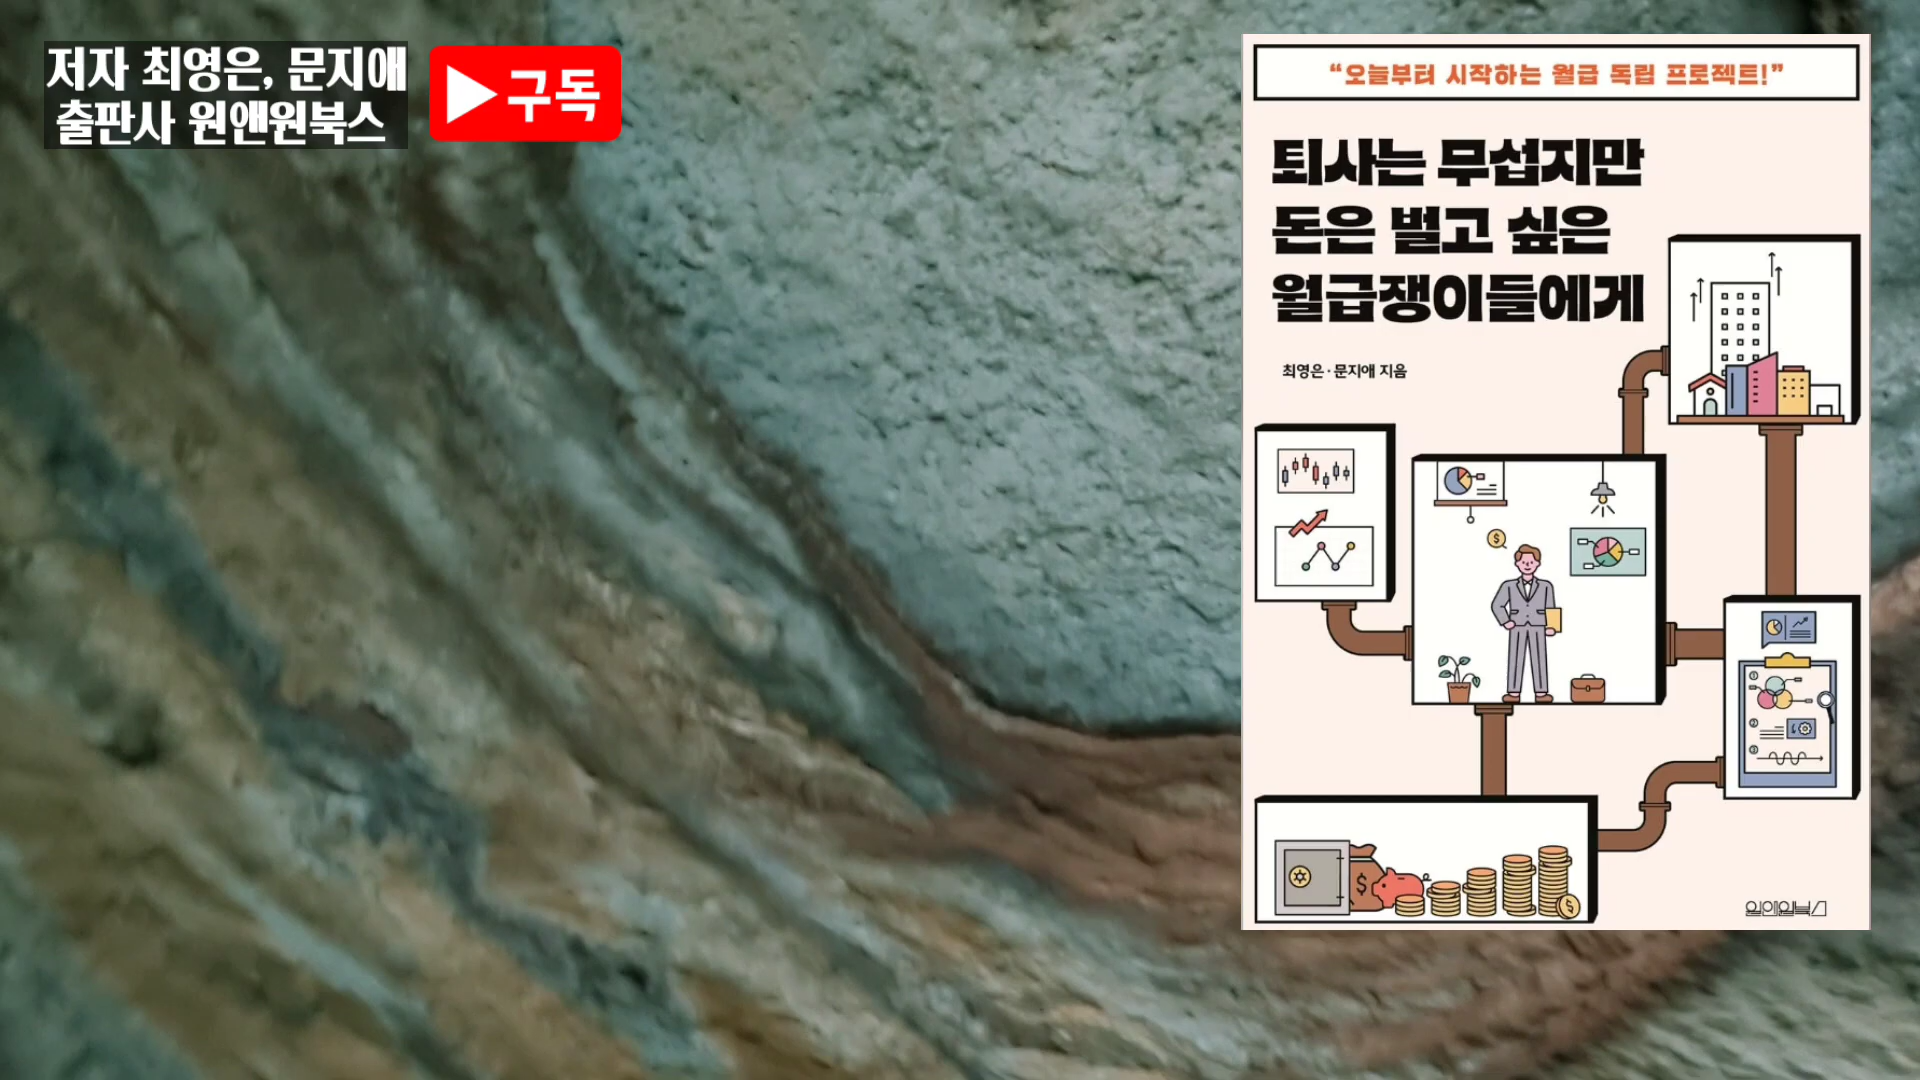 저자 최영은, 문지애
출판사 원앤원북스
구독
“오늘부터 시작하는 월급 독립 프로젝트!”
퇴사는 무섭지만
돈은 벌고 싶은
월급쟁이들에게
최영은·문지애 지음
원앤원북스